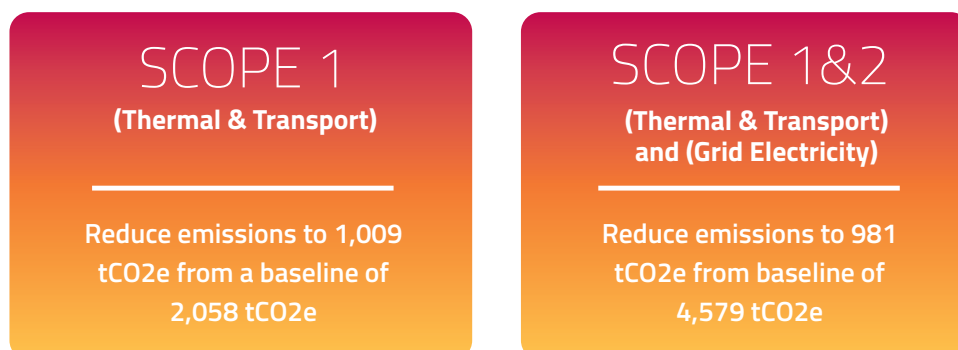 SCOPE 1
(Thermal & Transport)
Reduce emissions to 1,009
tCO2e from a baseline of
2,058 tCO2e
SCOPE 1&2
(Thermal & Transport)
and (Grid Electricity)
Reduce emissions to 981
tCO2e from baseline of
4,579 tCO2e